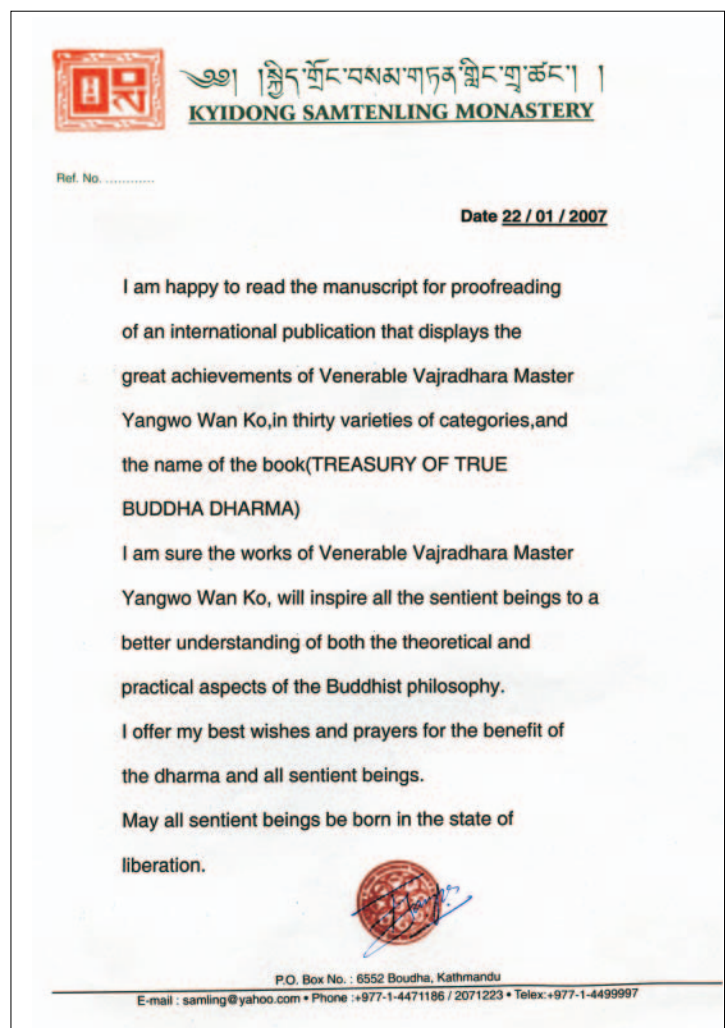 ༄༅། །སྐྱིད་གྲོང་བསམ་གཏན་གླིང་གྲྭ་ཚང་། །
KYIDONG SAMTENLING MONASTERY
Ref. No. ............
Date 22 / 01 / 2007
I am happy to read the manuscript for proofreading
of an international publication that displays the
great achievements of Venerable Vajradhara Master
Yangwo Wan Ko,in thirty varieties of categories,and
the name of the book(TREASURY OF TRUE
BUDDHA DHARMA)
I am sure the works of Venerable Vajradhara Master
Yangwo Wan Ko, will inspire all the sentient beings to a
better understanding of both the theoretical and
practical aspects of the Buddhist philosophy.
I offer my best wishes and prayers for the benefit of
the dharma and all sentient beings.
May all sentient beings be born in the state of
liberation.
P.O. Box No. : 6552 Boudha, Kathmandu
E-mail : samling@yahoo.com • Phone :+977-1-4471186 / 2071223 • Telex:+977-1-4499997